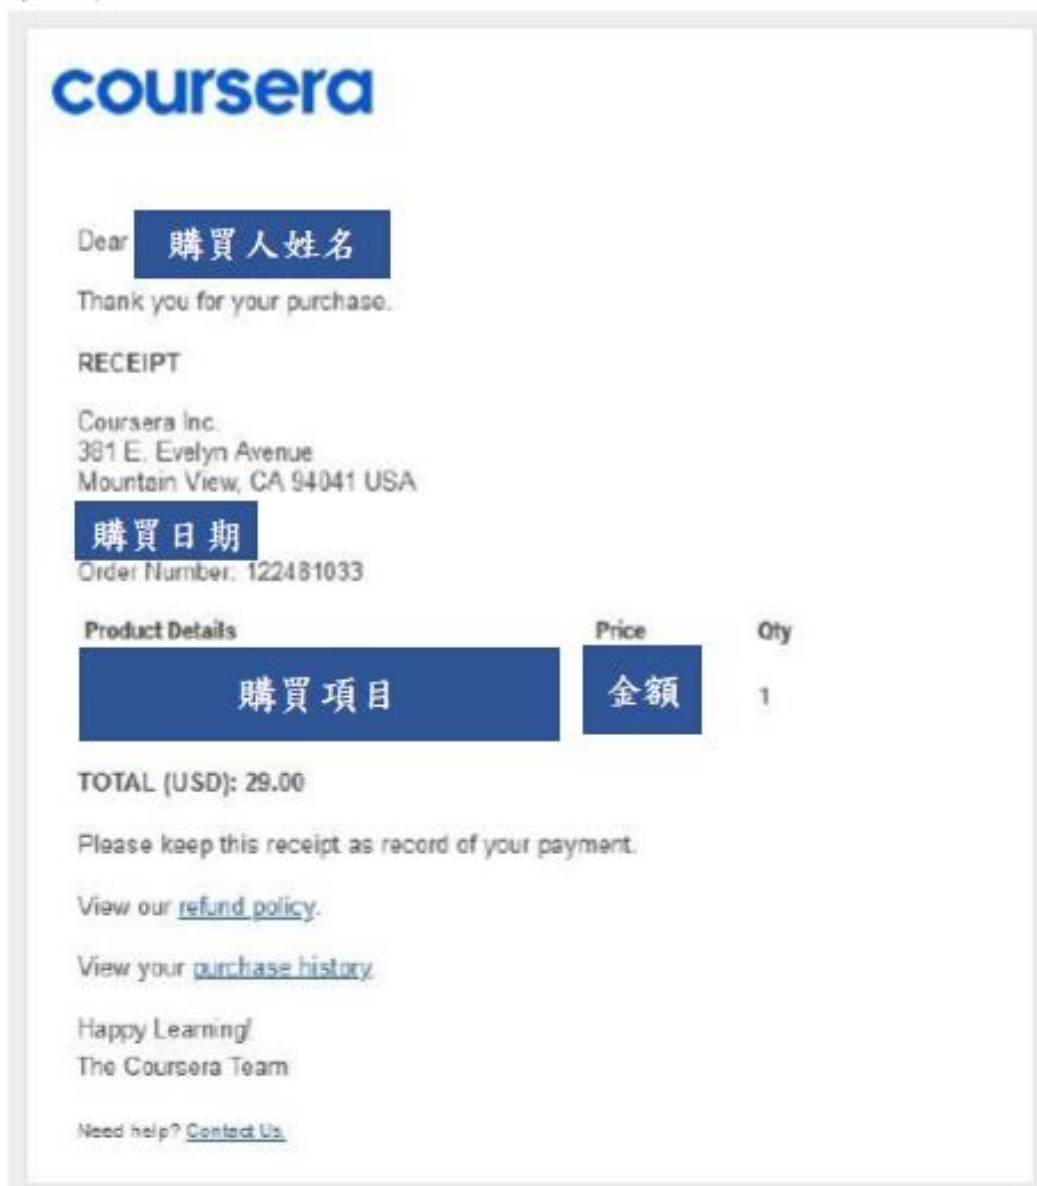 coursera
Dear 購買人姓名
Thank you for your purchase.
RECEIPT
Coursera Inc.
381 E. Evelyn Avenue
Mountain View, CA 94041 USA
購買日期
Order Number: 122481033
Product Details Price Qty
購買項目 金額 1
TOTAL (USD): 29.00
Please keep this receipt as record of your payment.
View our refund policy.
View your purchase history
Happy Learning!
The Coursera Team
Need help? Contact Us.